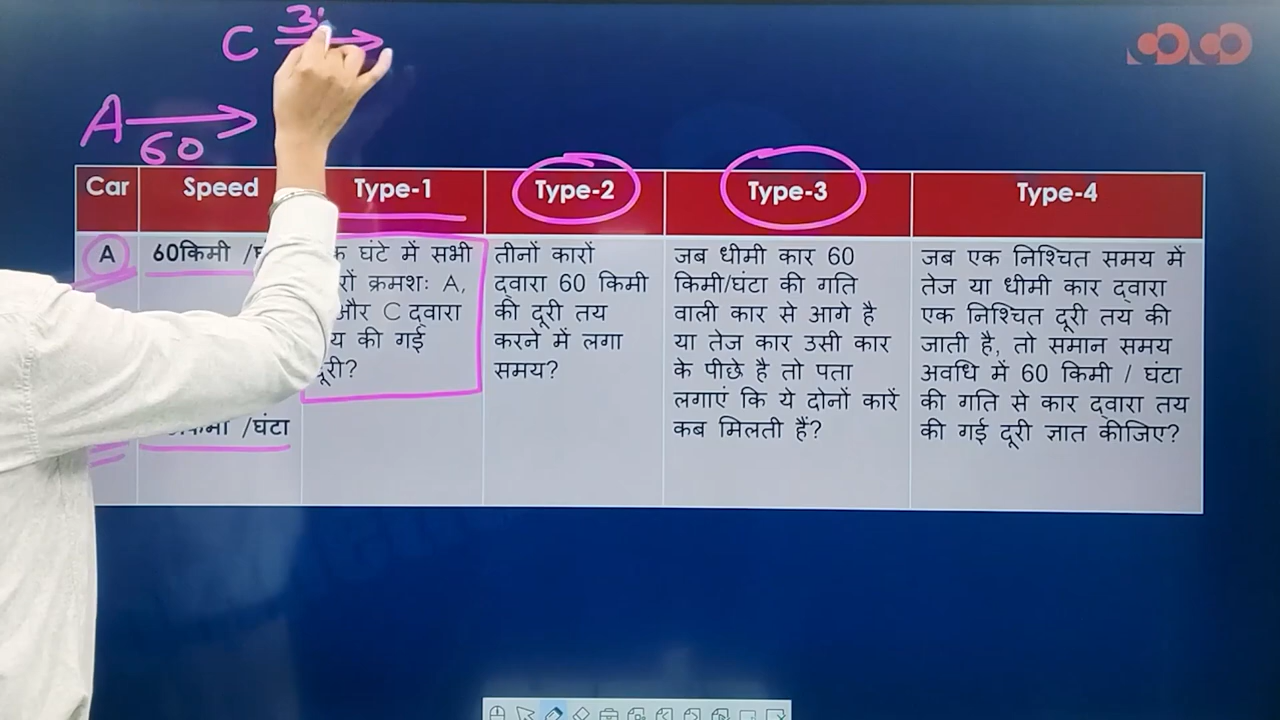 C 3
A
60
Car Speed Type-1 Type-2 Type-3 Type-4
A
60किमी /
घंटे में सभी
क्रमशः A,
और C द्वारा
की गई
/घंटा
तीनों कारों
द्वारा 60 किमी
की दूरी तय
करने में लगा
समय?
जब धीमी कार 60
किमी/घंटा की गति
वाली कार से आगे है
या तेज कार उसी कार
के पीछे है तो पता
लगाएं कि ये दोनों कारें
कब मिलती हैं?
जब एक निश्चित समय में
तेज या धीमी कार द्वारा
एक निश्चित दूरी तय की
जाती है, तो समान समय
अवधि में 60 किमी / घंटा
की गति से कार द्वारा तय
की गई दूरी ज्ञात कीजिए?